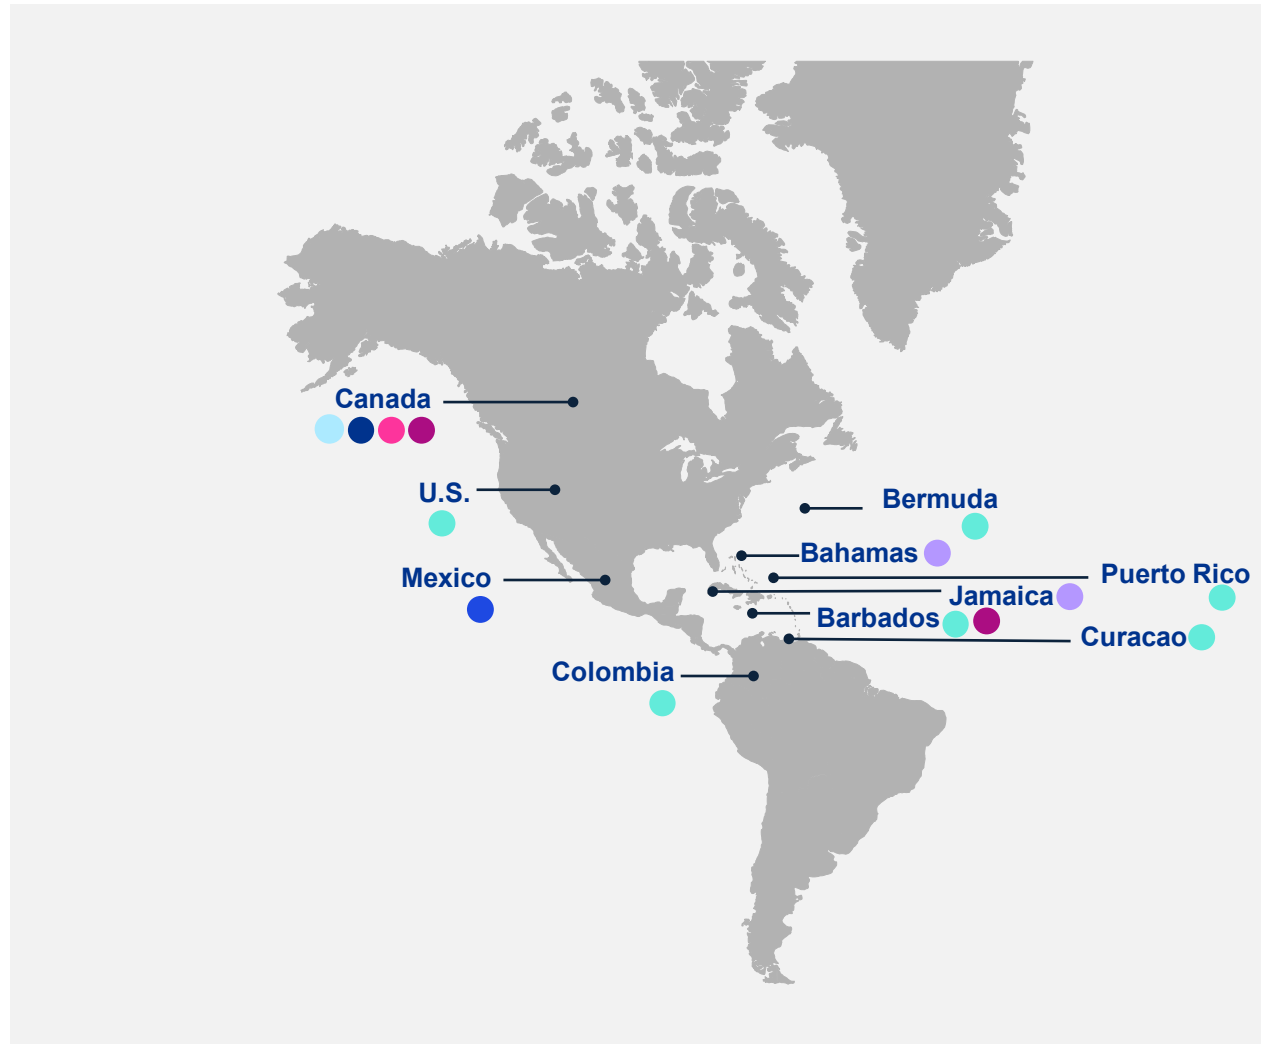 Canada
U.S.
Bermuda
Bahamas
Mexico
Puerto Rico
Jamaica
Barbados
Curacao
Colombia